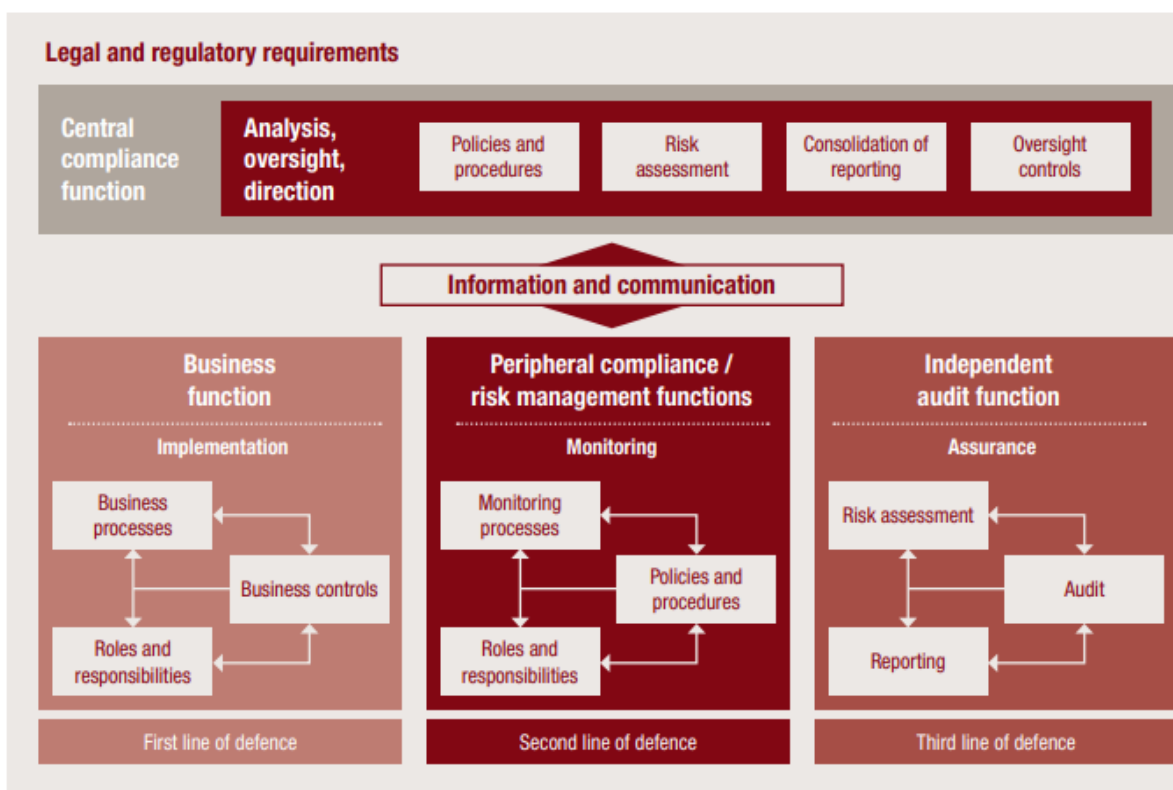 Legal and regulatory requirements
Central
compliance
function
Analysis,
oversight,
direction
Policies and
procedures
Risk
assessment
Consolidation of
reporting
Oversight
controls
Information and communication
Business
function
Implementation
Business
processes
Business controls
Roles and
responsibilities
First line of defence
Peripheral compliance /
risk management functions
Monitoring
Monitoring
processes
Policies and
procedures
Roles and
responsibilities
Second line of defence
Independent
audit function
Assurance
Risk assessment
Audit
Reporting
Third line of defence